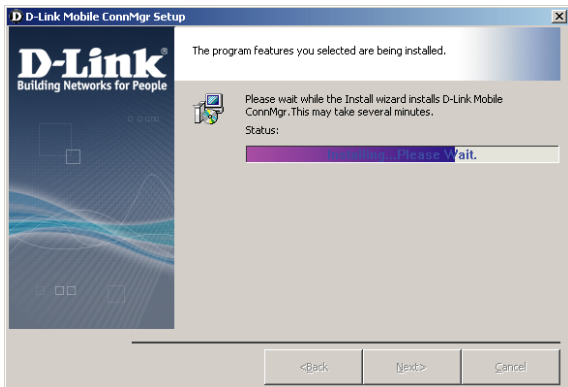 D-Link Mobile ConnMgr Setup
D-Link®
Building Networks for People
The program features you selected are being installed.
Please wait while the Install wizard installs D-Link Mobile
ConnMgr.This may take several minutes.
Status:
Installing...Please Wait.
<Back
Next>
Cancel